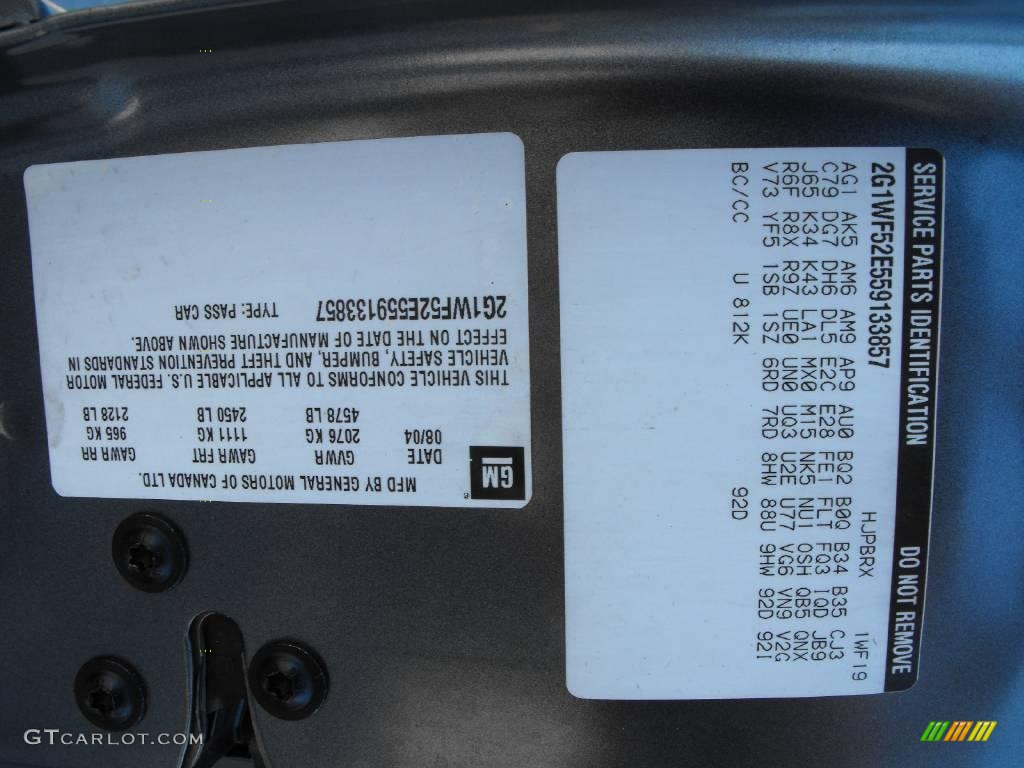 MFD BY GENERAL MOTORS OF CANADA LTD.
GM
DATE GVWR GAWR FRT GAWR RR
08/04 2076 KG 1111 KG 965 KG
4578 LB 2450 LB 2128 LB
THIS VEHICLE CONFORMS TO ALL APPLICABLE U.S. FEDERAL MOTOR
VEHICLE SAFETY, BUMPER, AND THEFT PREVENTION STANDARDS IN
EFFECT ON THE DATE OF MANUFACTURE SHOWN ABOVE.
2G1WF52E559133857 TYPE: PASS CAR
SERVICE PARTS IDENTIFICATION DO NOT REMOVE
2G1WF52E559133857 HJPBRX 1WF19
AG1 AK5 AM6 AM9 AP9 AU0 BQ2 B0Q B34 B35 CJ3
C79 DG7 DH6 DL5 E2C E28 FE1 FLT FQ3 IQD JB9
J65 K34 K43 LA1 MX0 M15 NK5 NU1 OSH QB5 QNX
R6F R8X R9Z UE0 UN0 UQ3 U2E U77 VG6 VN9 V2G
V73 YF5 1SB 1SZ 6RD 7RD 8HW 88U 9HW 92D 92I
BC/CC U 812K 92D
GTCARLOT.COM